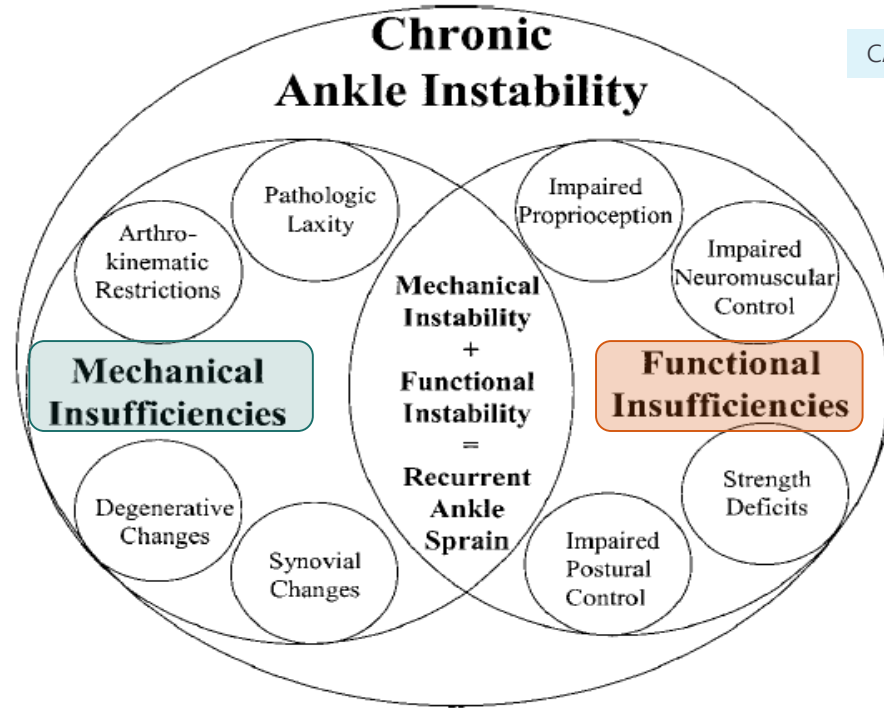 Chronic
Ankle Instability
Pathologic
Laxity
Impaired
Proprioception
Arthro-
kinematic
Restrictions
Impaired
Neuromuscular
Control
Mechanical
Instability
+
Functional
Instability
=
Recurrent
Ankle
Sprain
Mechanical
Insufficiencies
Functional
Insufficiencies
Degenerative
Changes
Synovial
Changes
Strength
Deficits
Impaired
Postural
Control